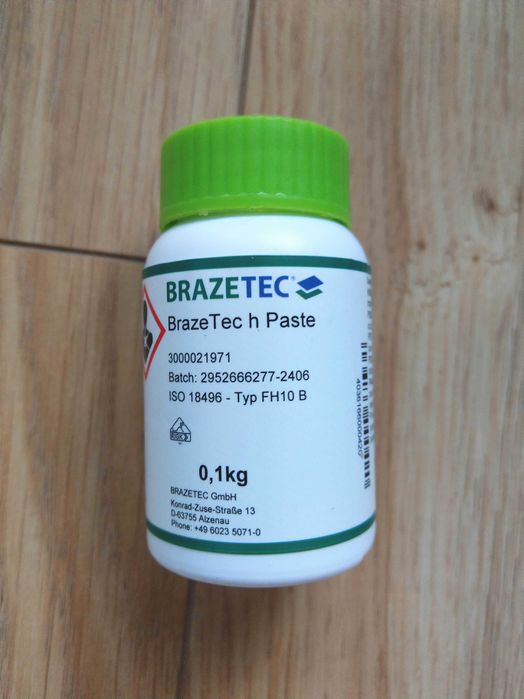 BRAZETEC®
BrazeTec h Paste
3000021971
Batch: 2952666277-2406
ISO 18496 - Typ FH10 B
0,1kg
BRAZETEC GmbH
Konrad-Zuse-Straße 13
D-63755 Alzenau
Phone: +49 6023 5071-0